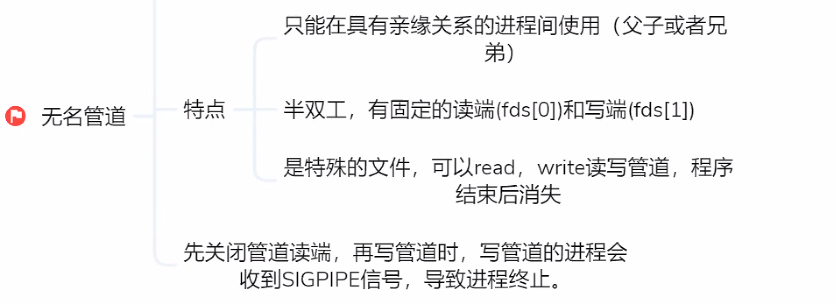 只能在具有亲缘关系的进程间使用（父子或者兄
弟）
无名管道
特点
半双工，有固定的读端(fds[0])和写端(fds[1])
是特殊的文件，可以read，write读写管道，程序
结束后消失
先关闭管道读端，再写管道时，写管道的进程会
收到SIGPIPE信号，导致进程终止。